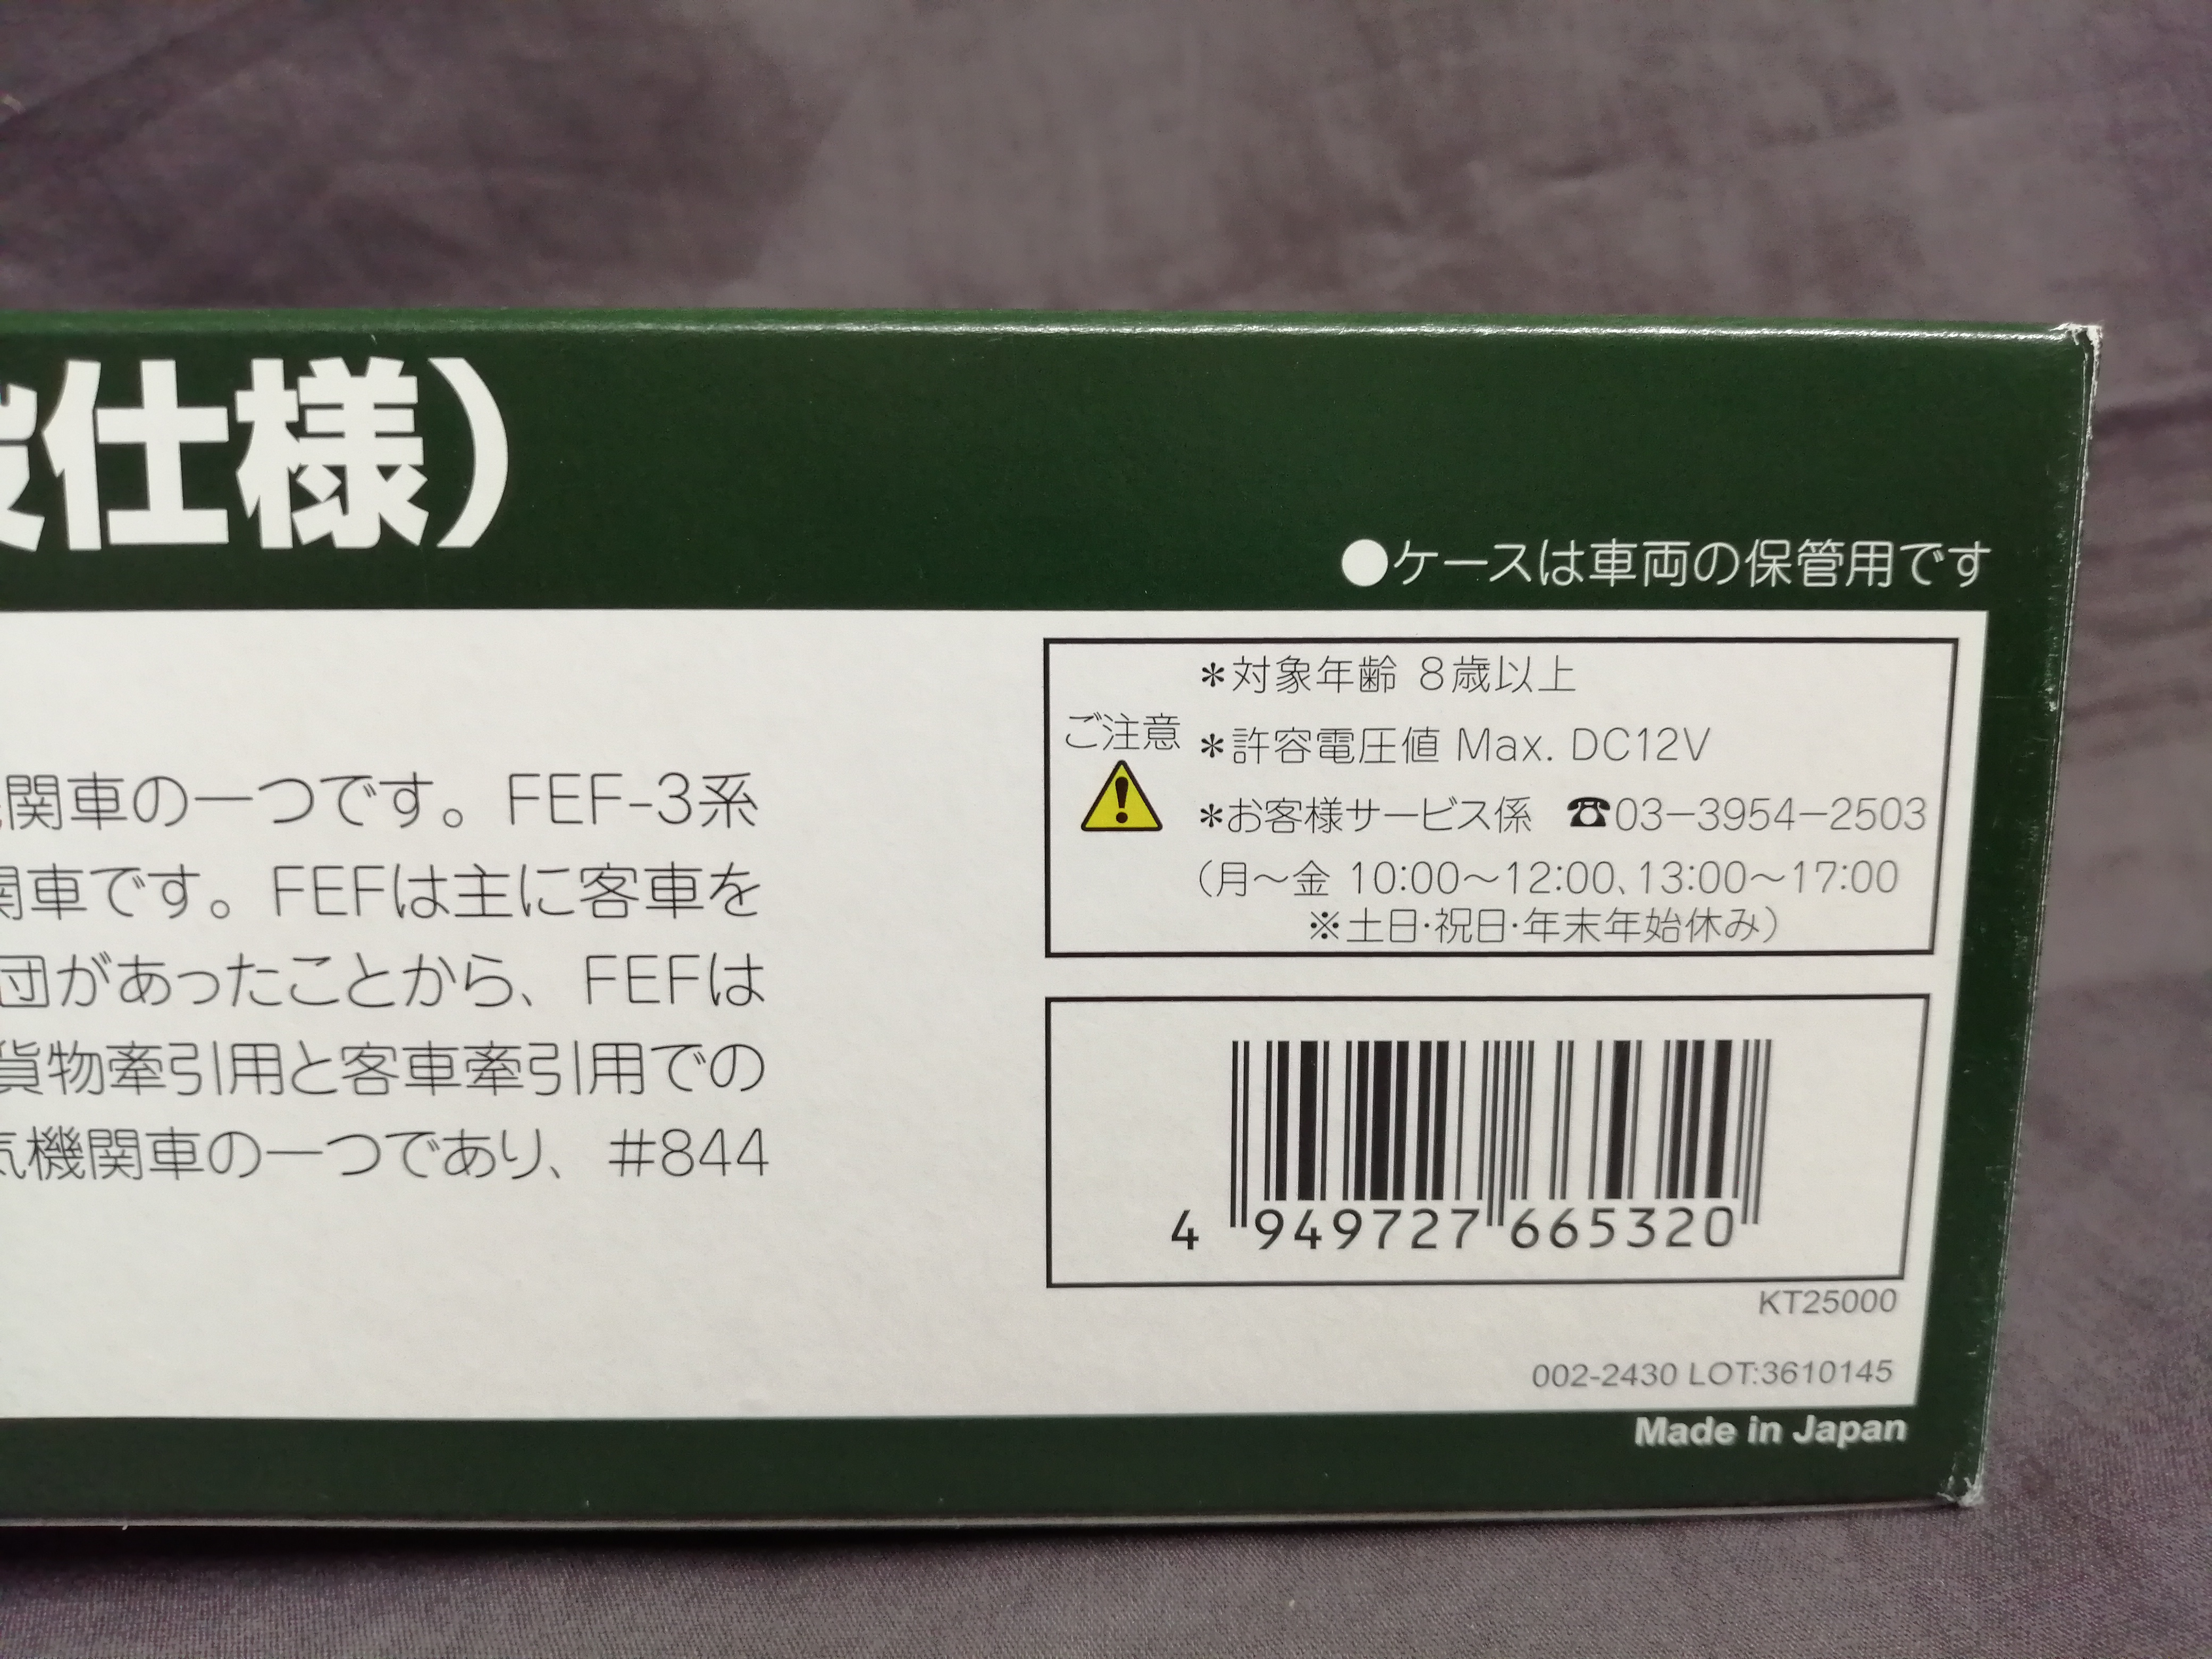 仕様）
●ケースは車両の保管用です
関車の一つです。FEF-3系
関車です。FEFは主に客車を
団があったことから、FEFは
貨物牽引用と客車牽引用での
気機関車の一つであり、#844
ご注意
＊対象年齢 8歳以上
＊許容電圧値 Max. DC12V
＊お客様サービス係 ☎03−3954−2503
（月〜金 10:00〜12:00、13:00〜17:00
※土日･祝日･年末年始休み）
4 949727 665320
KT25000
002-2430 LOT:3610145
Made in Japan